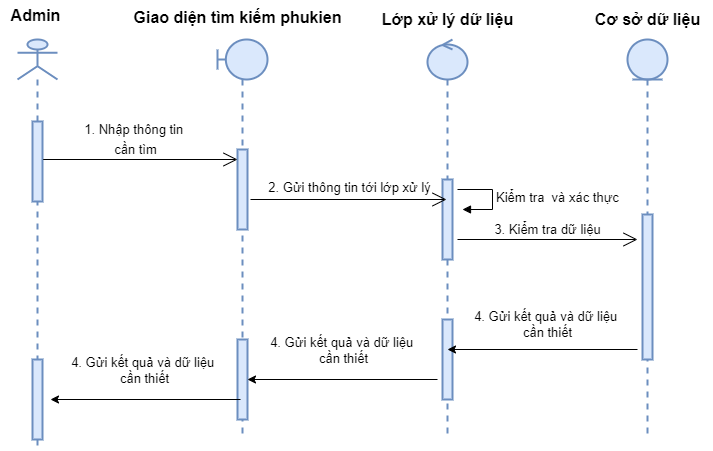 Admin
Giao diện tìm kiếm phukien
Lớp xử lý dữ liệu
Cơ sở dữ liệu
1. Nhập thông tin
cần tìm
2. Gửi thông tin tới lớp xử lý
Kiểm tra và xác thực
3. Kiểm tra dữ liệu
4. Gửi kết quả và dữ liệu
cần thiết
4. Gửi kết quả và dữ liệu
cần thiết
4. Gửi kết quả và dữ liệu
cần thiết